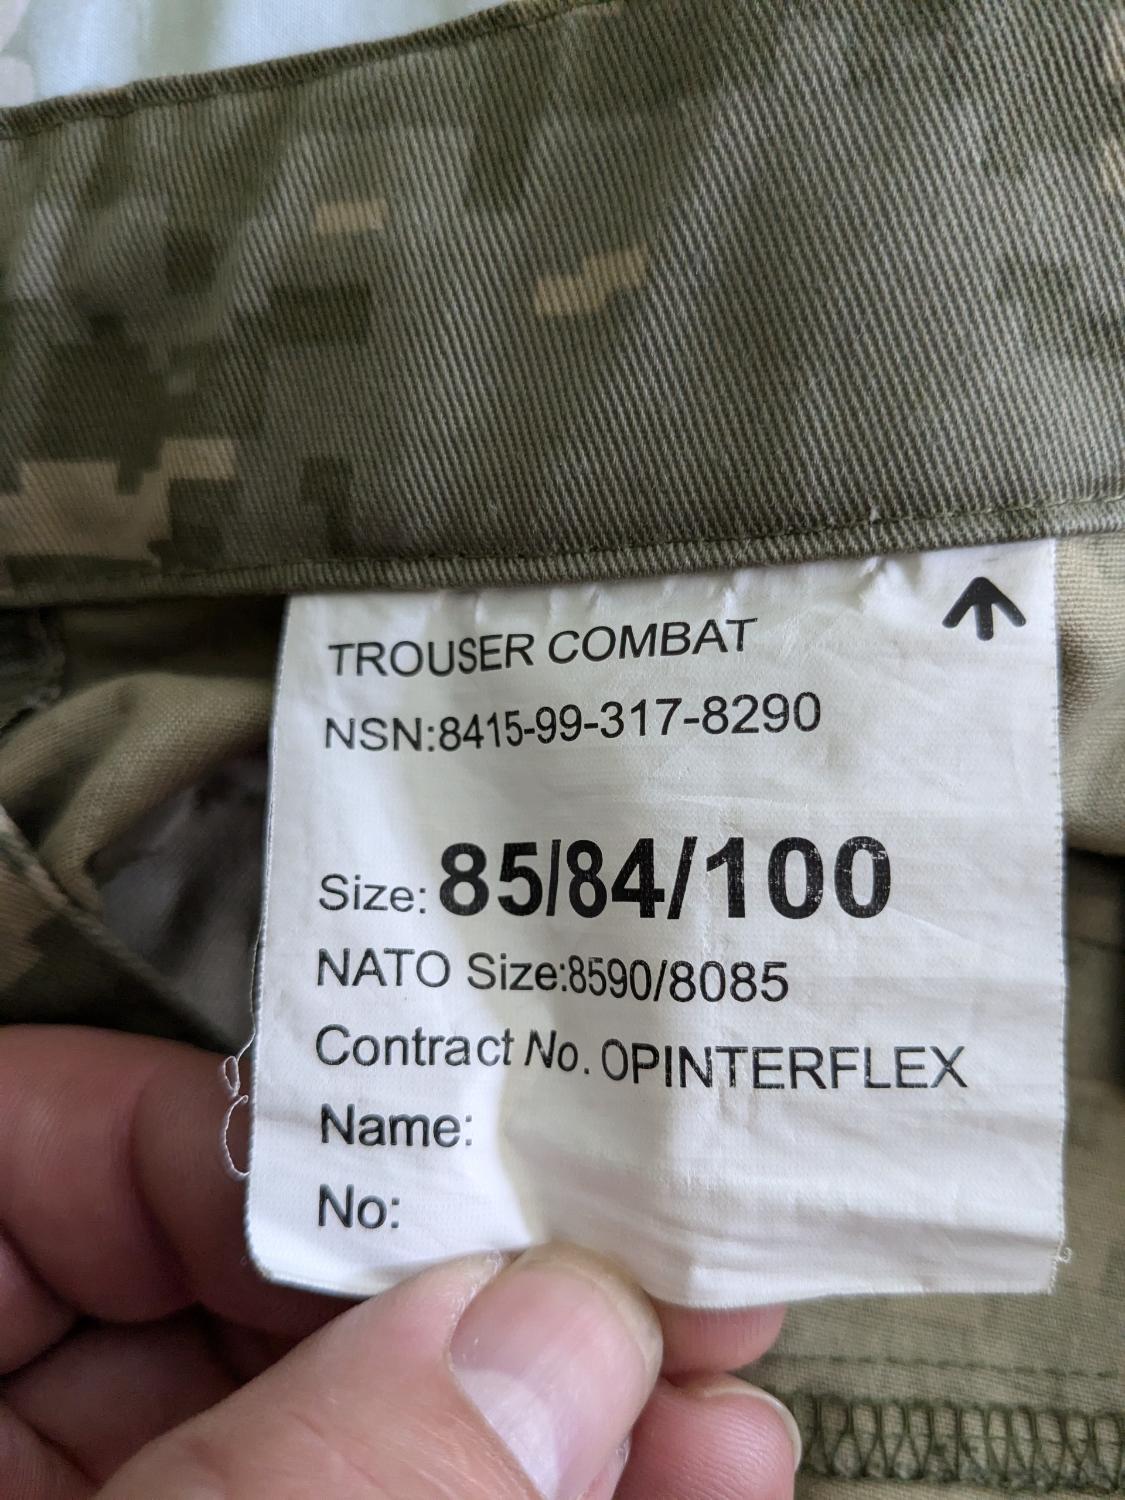 TROUSER COMBAT
NSN:8415-99-317-8290
Size: 85/84/100
NATO Size:8590/8085
Contract No. OPINTERFLEX
Name:
No: